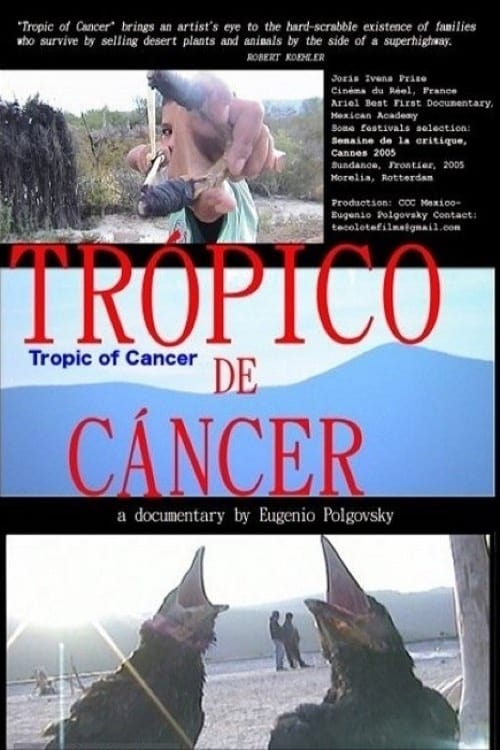 "Tropic of Cancer" brings an artist's eye to the hard-scrabble existence of families
who survive by selling desert plants and animals by the side of a superhighway.
ROBERT KOEHLER
Joris Ivens Prize
Cinéma du Réel, France
Ariel Best First Documentary,
Mexican Academy
Some festivals selection:
Semaine de la critique,
Cannes 2005
Sundance, Frontier, 2005
Morelia, Rotterdam
Production: CCC Mexico-
Eugenio Polgovsky Contact:
tecolotefilms@gmail.com
TRÓPICO
Tropic of Cancer
DE
CÁNCER
a documentary by Eugenio Polgovsky